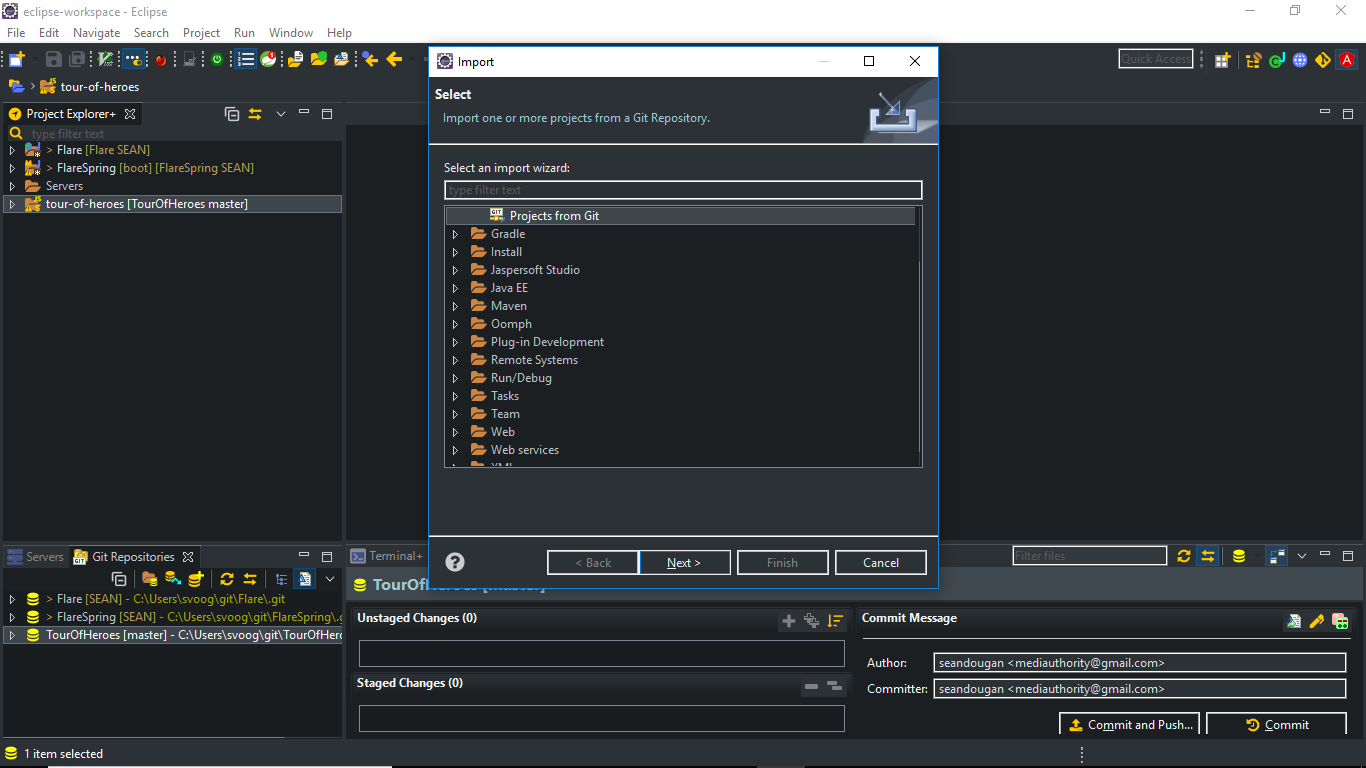 eclipse-workspace - Eclipse
File Edit Navigate Search Project Run Window Help
Quick Access
tour-of-heroes
Project Explorer+
type filter text
> Flare [Flare SEAN]
> FlareSpring [boot] [FlareSpring SEAN]
Servers
tour-of-heroes [TourOfHeroes master]
Import
Select
Import one or more projects from a Git Repository.
Select an import wizard:
type filter text
GIT Projects from Git
Gradle
Install
Jaspersoft Studio
Java EE
Maven
Oomph
Plug-in Development
Remote Systems
Run/Debug
Tasks
Team
Web
Web services
XML
< Back Next > Finish Cancel
Servers Git Repositories
> Flare [SEAN] - C:\Users\svoog\git\Flare\.git
> FlareSpring [SEAN] - C:\Users\svoog\git\FlareSpring\.g
TourOfHeroes [master] - C:\Users\svoog\git\TourOfHero
Terminal+
Filter files
Unstaged Changes (0)
Staged Changes (0)
Commit Message
Author: seandougan <mediauthority@gmail.com>
Committer: seandougan <mediauthority@gmail.com>
Commit and Push... Commit
1 item selected